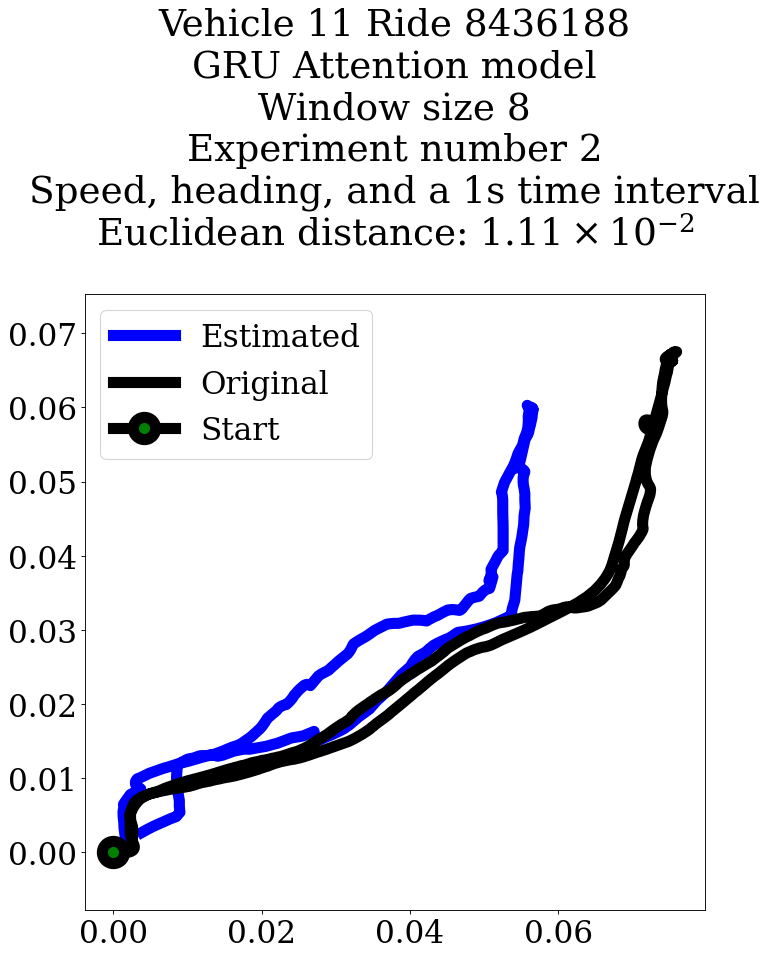 Vehicle 11 Ride 8436188
GRU Attention model
Window size 8
Experiment number 2
Speed, heading, and a 1s time interval
Euclidean distance: 1.11 × 10⁻²
Estimated
Original
Start
0.07
0.06
0.05
0.04
0.03
0.02
0.01
0.00
0.00 0.02 0.04 0.06